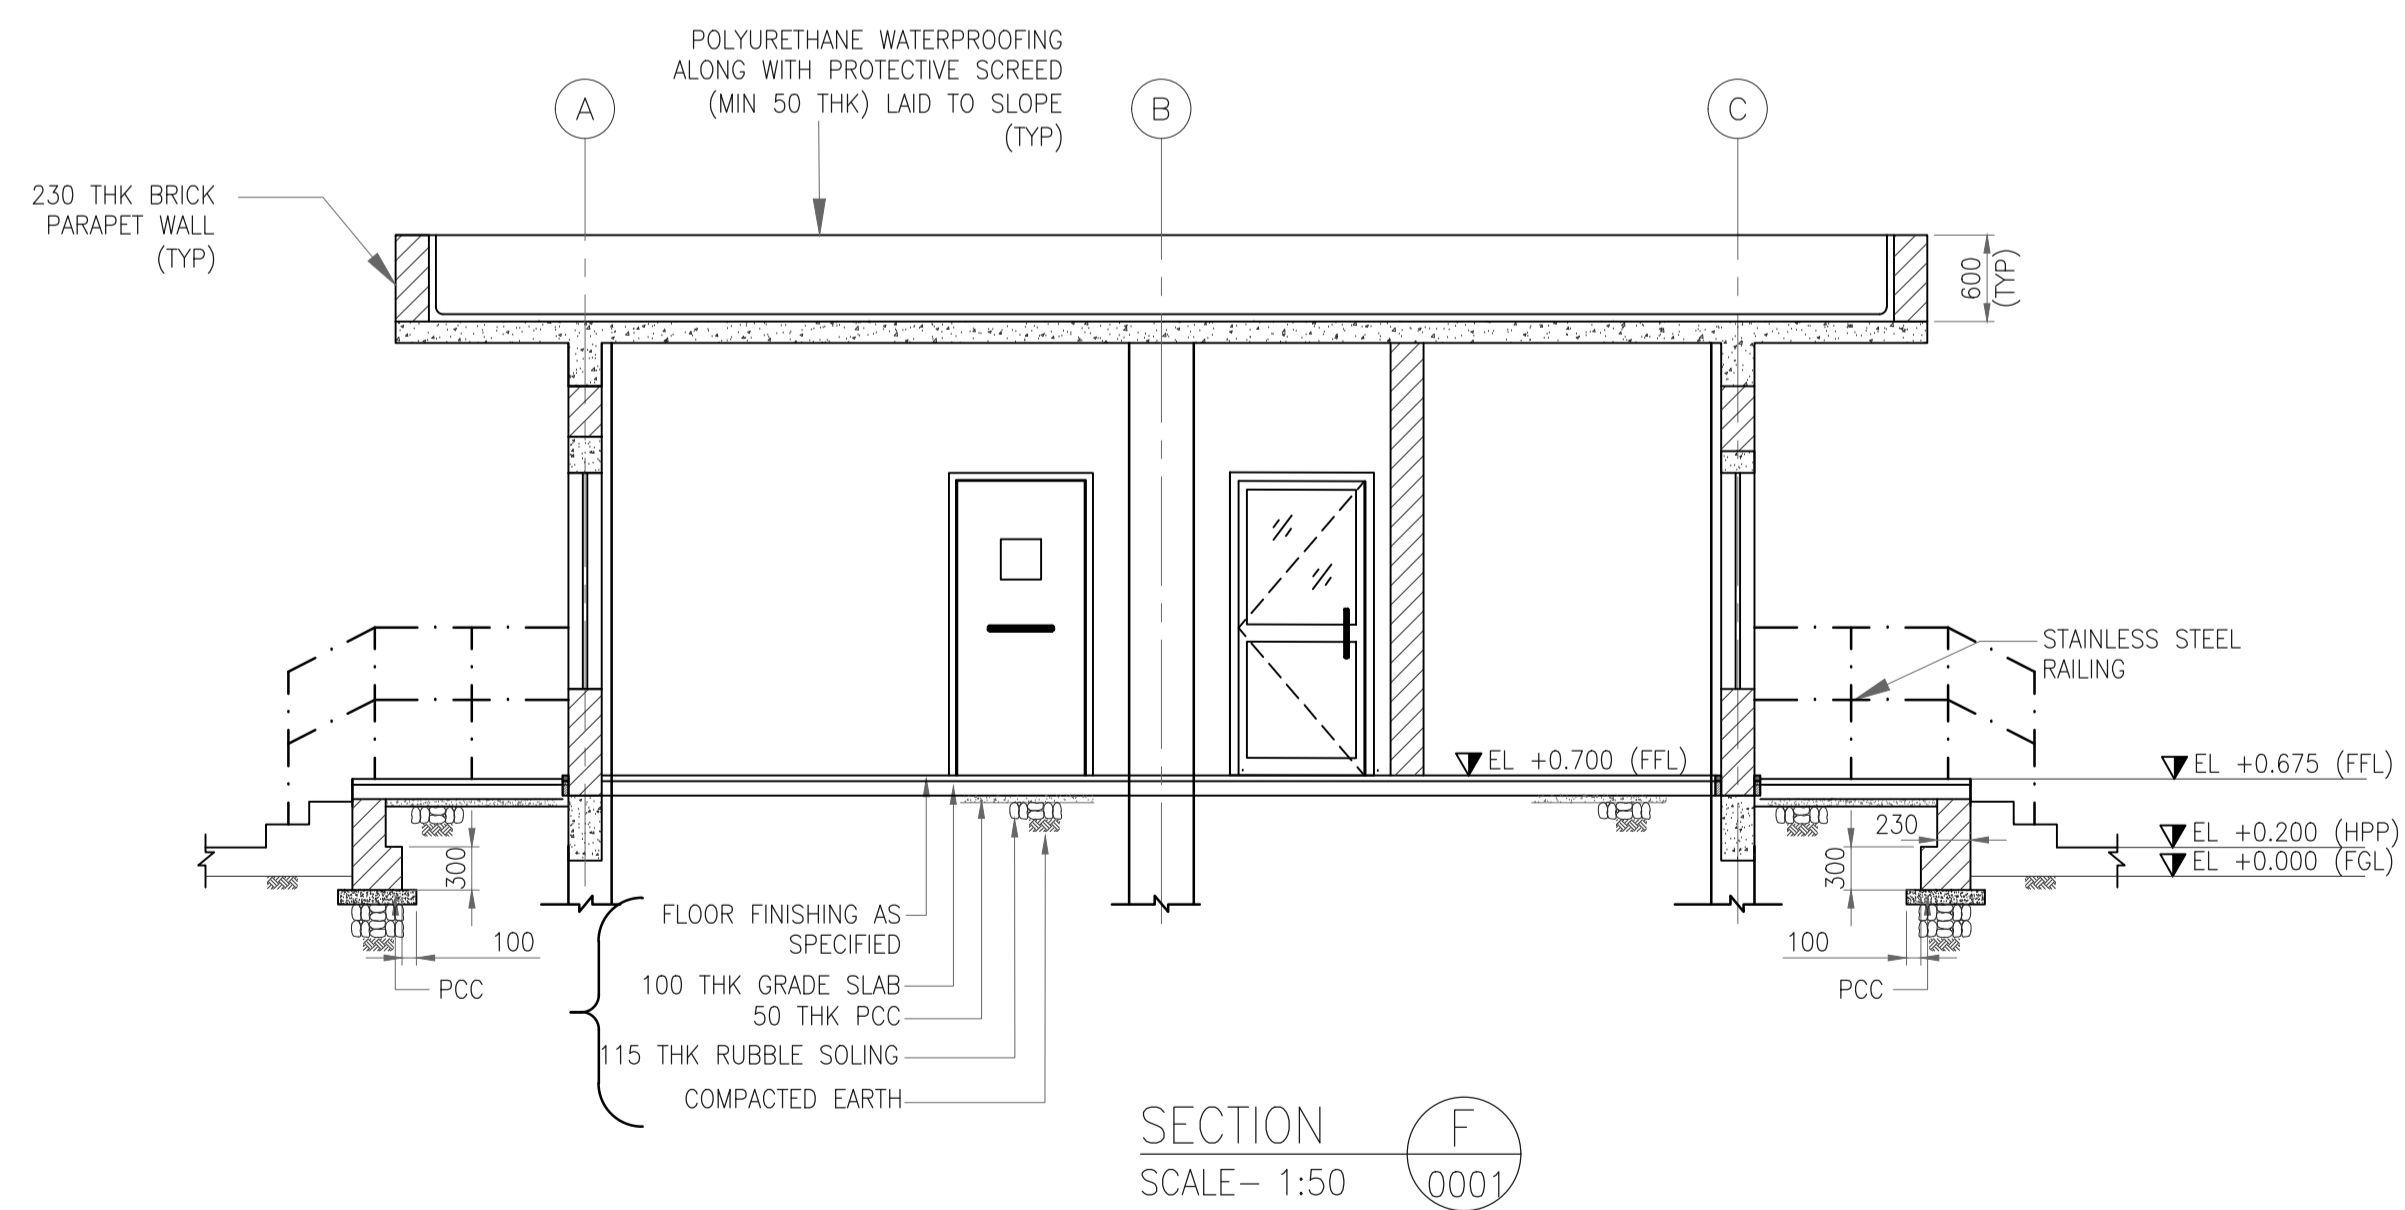 POLYURETHANE WATERPROOFING
ALONG WITH PROTECTIVE SCREED
(MIN 50 THK) LAID TO SLOPE
(TYP)
A
B
C
230 THK BRICK
PARAPET WALL
(TYP)
600
(TYP)
STAINLESS STEEL
RAILING
EL +0.700 (FFL)
EL +0.675 (FFL)
230
EL +0.200 (HPP)
EL +0.000 (FGL)
300
300
FLOOR FINISHING AS
SPECIFIED
100
100
100 THK GRADE SLAB
PCC
PCC
50 THK PCC
115 THK RUBBLE SOLING
COMPACTED EARTH
SECTION
F
SCALE- 1:50
0001